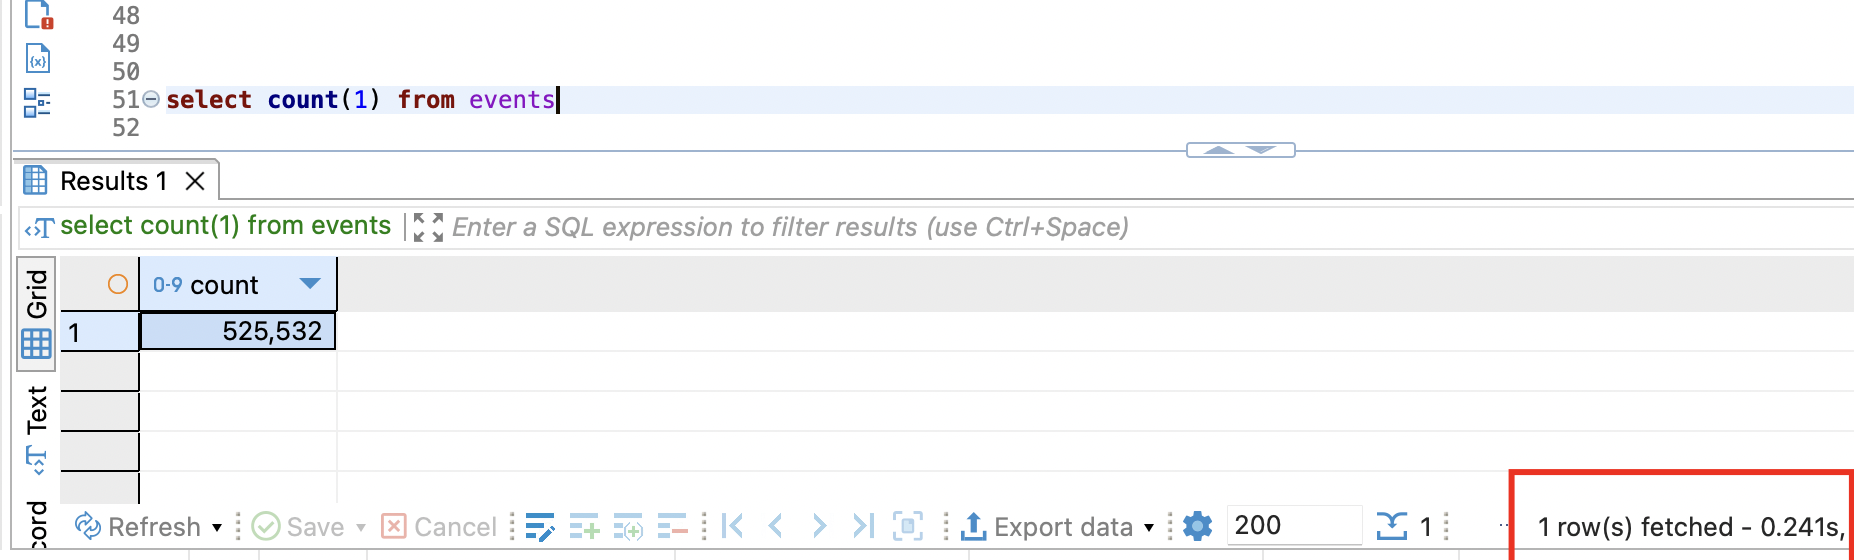 48
49
50
51 select count(1) from events
52
Results 1
select count(1) from events Enter a SQL expression to filter results (use Ctrl+Space)
Grid
Text
0-9 count
1 525,532
Refresh Save Cancel Export data 200 1 1 row(s) fetched - 0.241s,